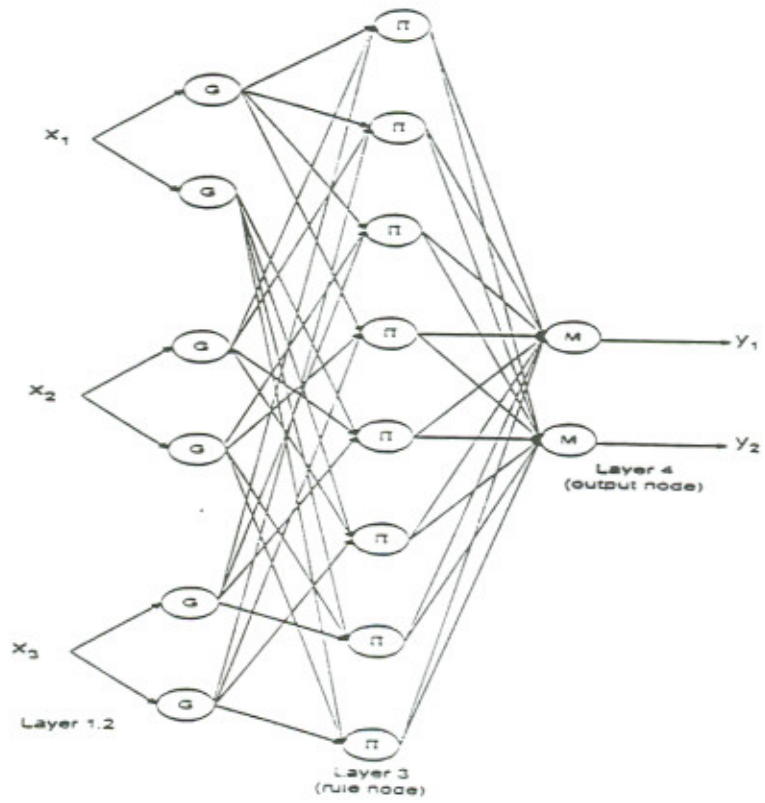 Π
G
Π
x₁
G
Π
G
Π
M
y₁
x₂
G
Π
M
y₂
Layer 4
(output node)
Π
G
Π
x₃
G
Layer 1.2
Π
Layer 3
(rule node)